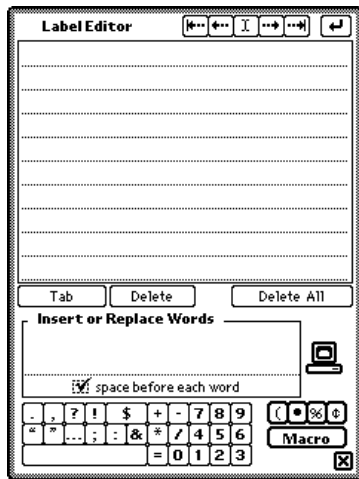 Label Editor
Tab Delete Delete All
Insert or Replace Words
space before each word
. , ? ! $ + - 7 8 9 ( • % ¢
“ ” ... ; : & * / 4 5 6 Macro
= 0 1 2 3